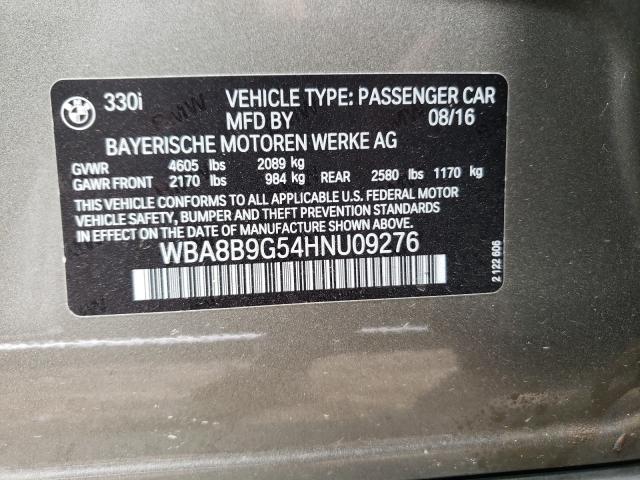 330i VEHICLE TYPE: PASSENGER CAR
MFD BY 08/16
BAYERISCHE MOTOREN WERKE AG
GVWR 4605 lbs 2089 kg
GAWR FRONT 2170 lbs 984 kg REAR 2580 lbs 1170 kg
THIS VEHICLE CONFORMS TO ALL APPLICABLE U.S. FEDERAL MOTOR
VEHICLE SAFETY, BUMPER AND THEFT PREVENTION STANDARDS
IN EFFECT ON THE DATE OF MANUFACTURE SHOWN ABOVE.
WBA8B9G54HNU09276
2 122 606